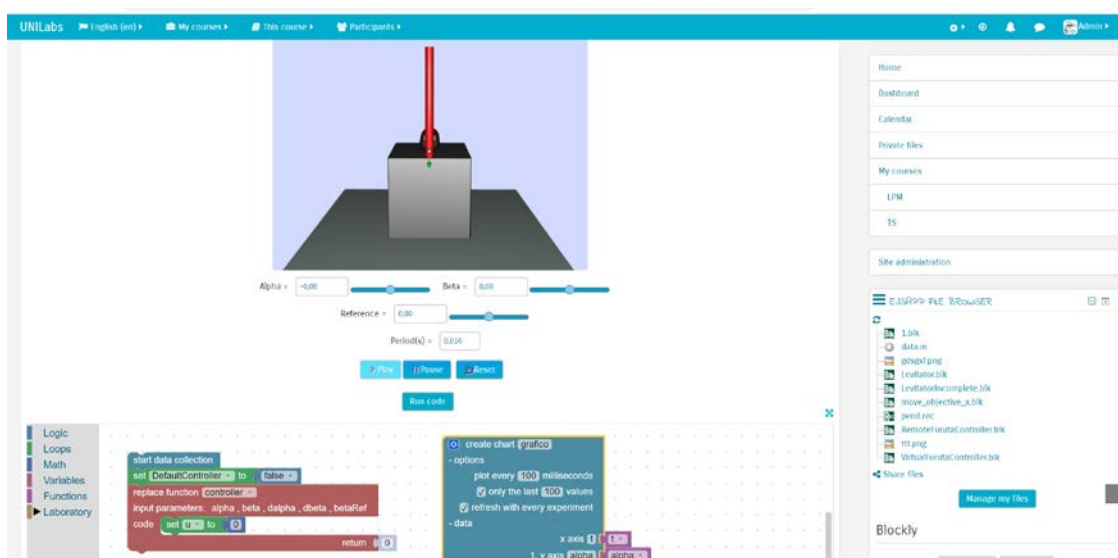 UNILabs English (en) My courses This course Participants Admin
Alpha = -0,00 Beta = 0,00
Reference = 0,00
Period(s) = 0,010
Play Pause Reset
Run code
Logic
Loops
Math
Variables
Functions
Laboratory
start data collection
set DefaultController to false
replace function controller
input parameters: alpha , beta , dalpha , dbeta , betaRef
code set u to 0
return 0
create chart grafico
- options
plot every 100 milliseconds
only the last 100 values
refresh with every experiment
- data
x axis t t
1. y axis alpha alpha
Home
Dashboard
Calendar
Private files
My courses
LPM
TS
Site administration
EJSAPP FILE BROWSER
1.blk
data.m
gdsgsf.png
Levitator.blk
LevitatorIncomplete.blk
move_objective_x.blk
pend.rec
RemoteFurutaController.blk
ttt.png
VirtualFurutaController.blk
Share files
Manage my files
Blockly